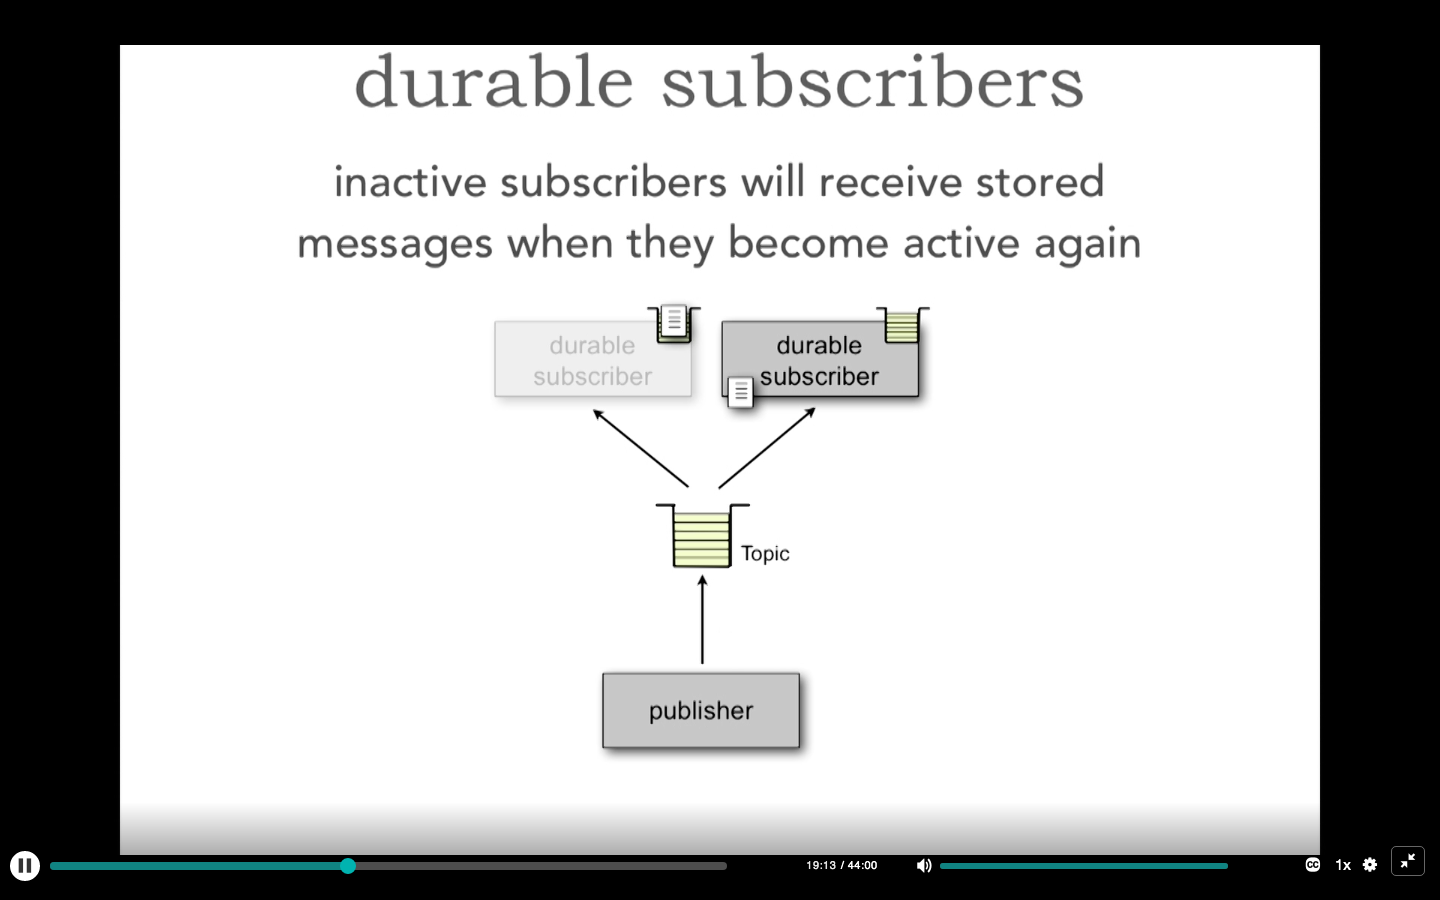 durable subscribers
inactive subscribers will receive stored
messages when they become active again
durable
subscriber
durable
subscriber
Topic
publisher
19:13 / 44:00
CC
1x